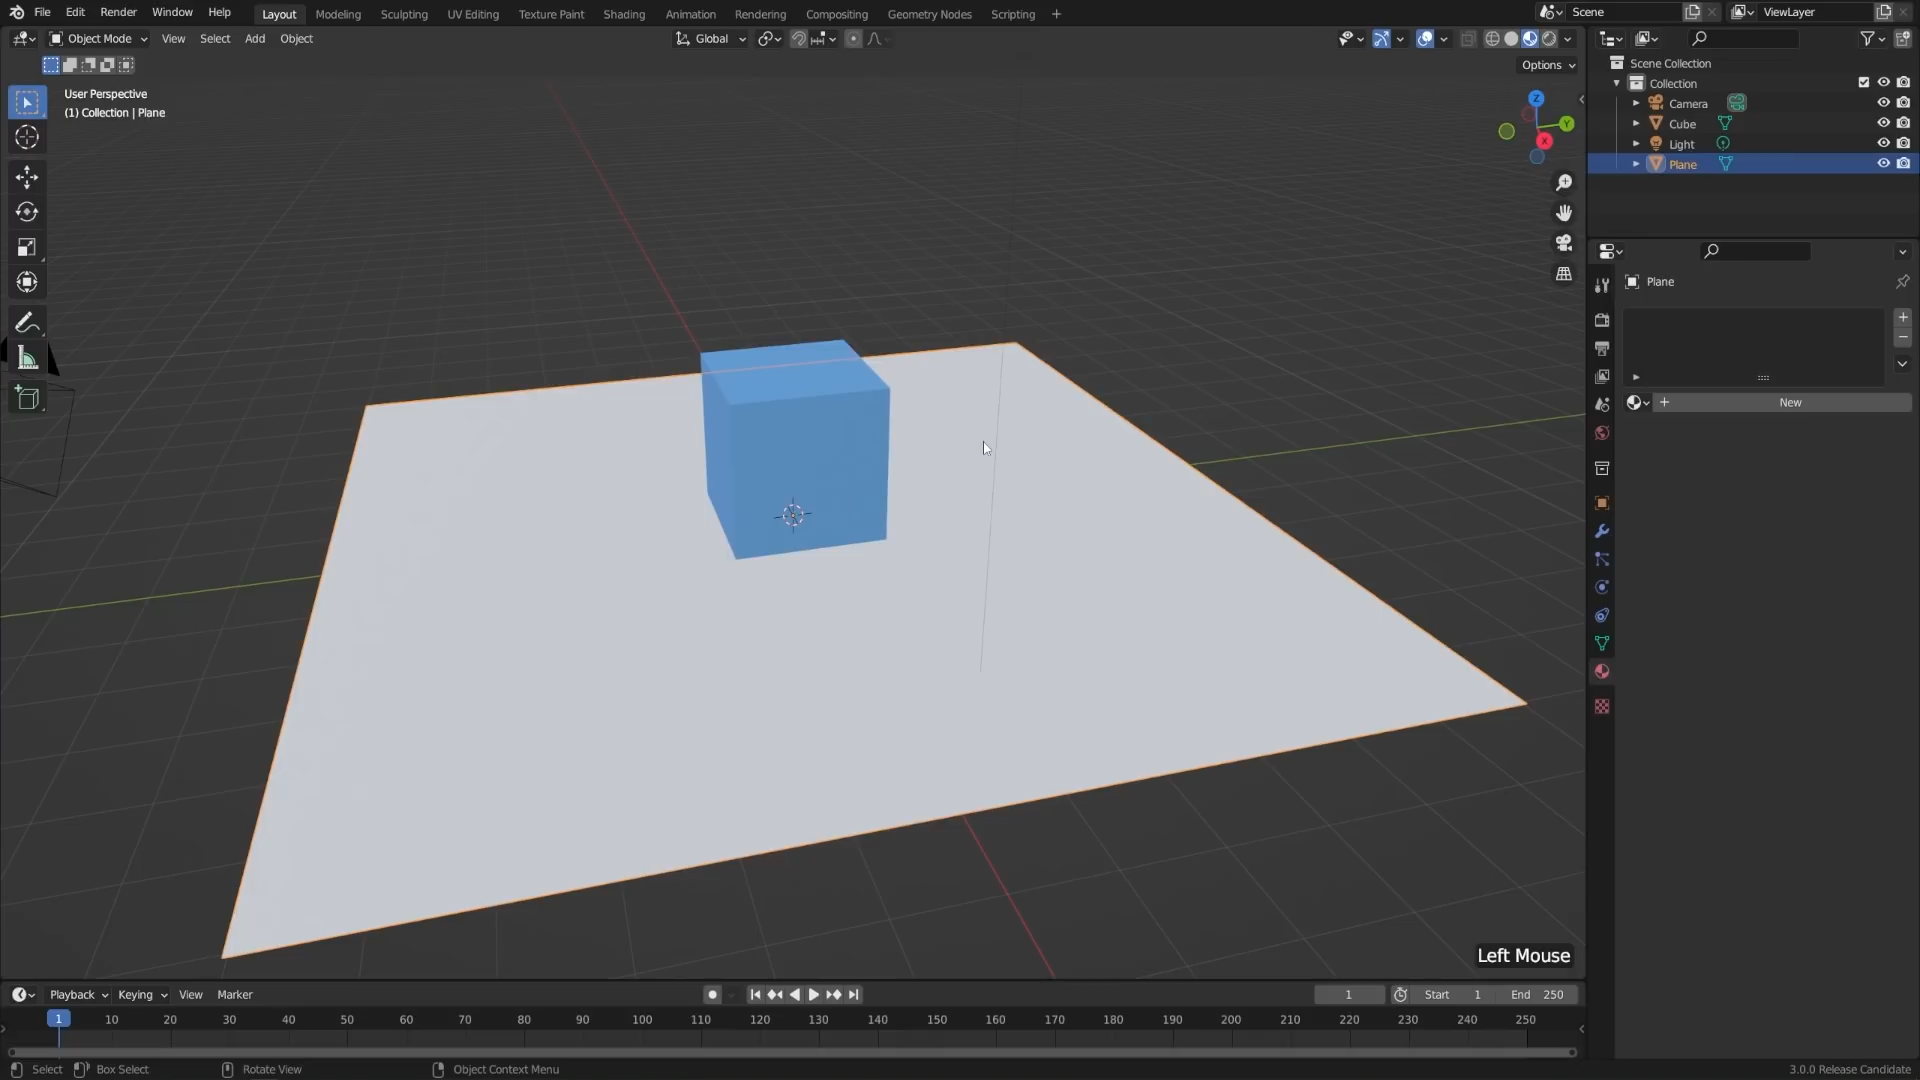 File Edit Render Window Help Layout Modeling Sculpting UV Editing Texture Paint Shading Animation Rendering Compositing Geometry Nodes Scripting + Scene ViewLayer
Object Mode View Select Add Object Global
Options
User Perspective
(1) Collection | Plane
Z
Y
X
Scene Collection
Collection
Camera
Cube
Light
Plane
Plane
New
Left Mouse
Playback Keying View Marker 1 Start 1 End 250
1 10 20 30 40 50 60 70 80 90 100 110 120 130 140 150 160 170 180 190 200 210 220 230 240 250
Select Box Select Rotate View Object Context Menu 3.0.0 Release Candidate